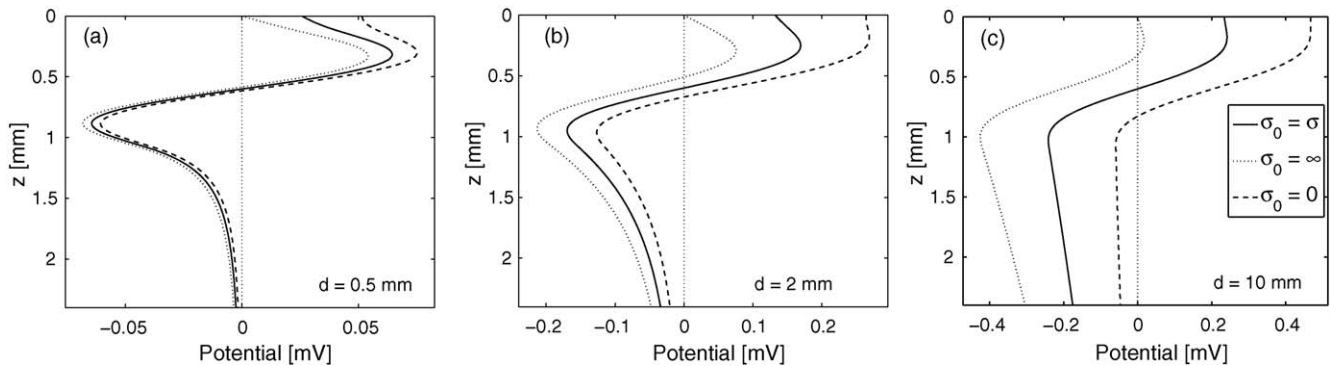 (a)
0
0.5
1
1.5
2
z [mm]
d = 0.5 mm
−0.05 0 0.05
Potential [mV]
(b)
0
0.5
1
1.5
2
z [mm]
d = 2 mm
−0.2 −0.1 0 0.1 0.2
Potential [mV]
(c)
0
0.5
1
1.5
2
z [mm]
σ0 = σ
σ0 = ∞
σ0 = 0
d = 10 mm
−0.4 −0.2 0 0.2 0.4
Potential [mV]